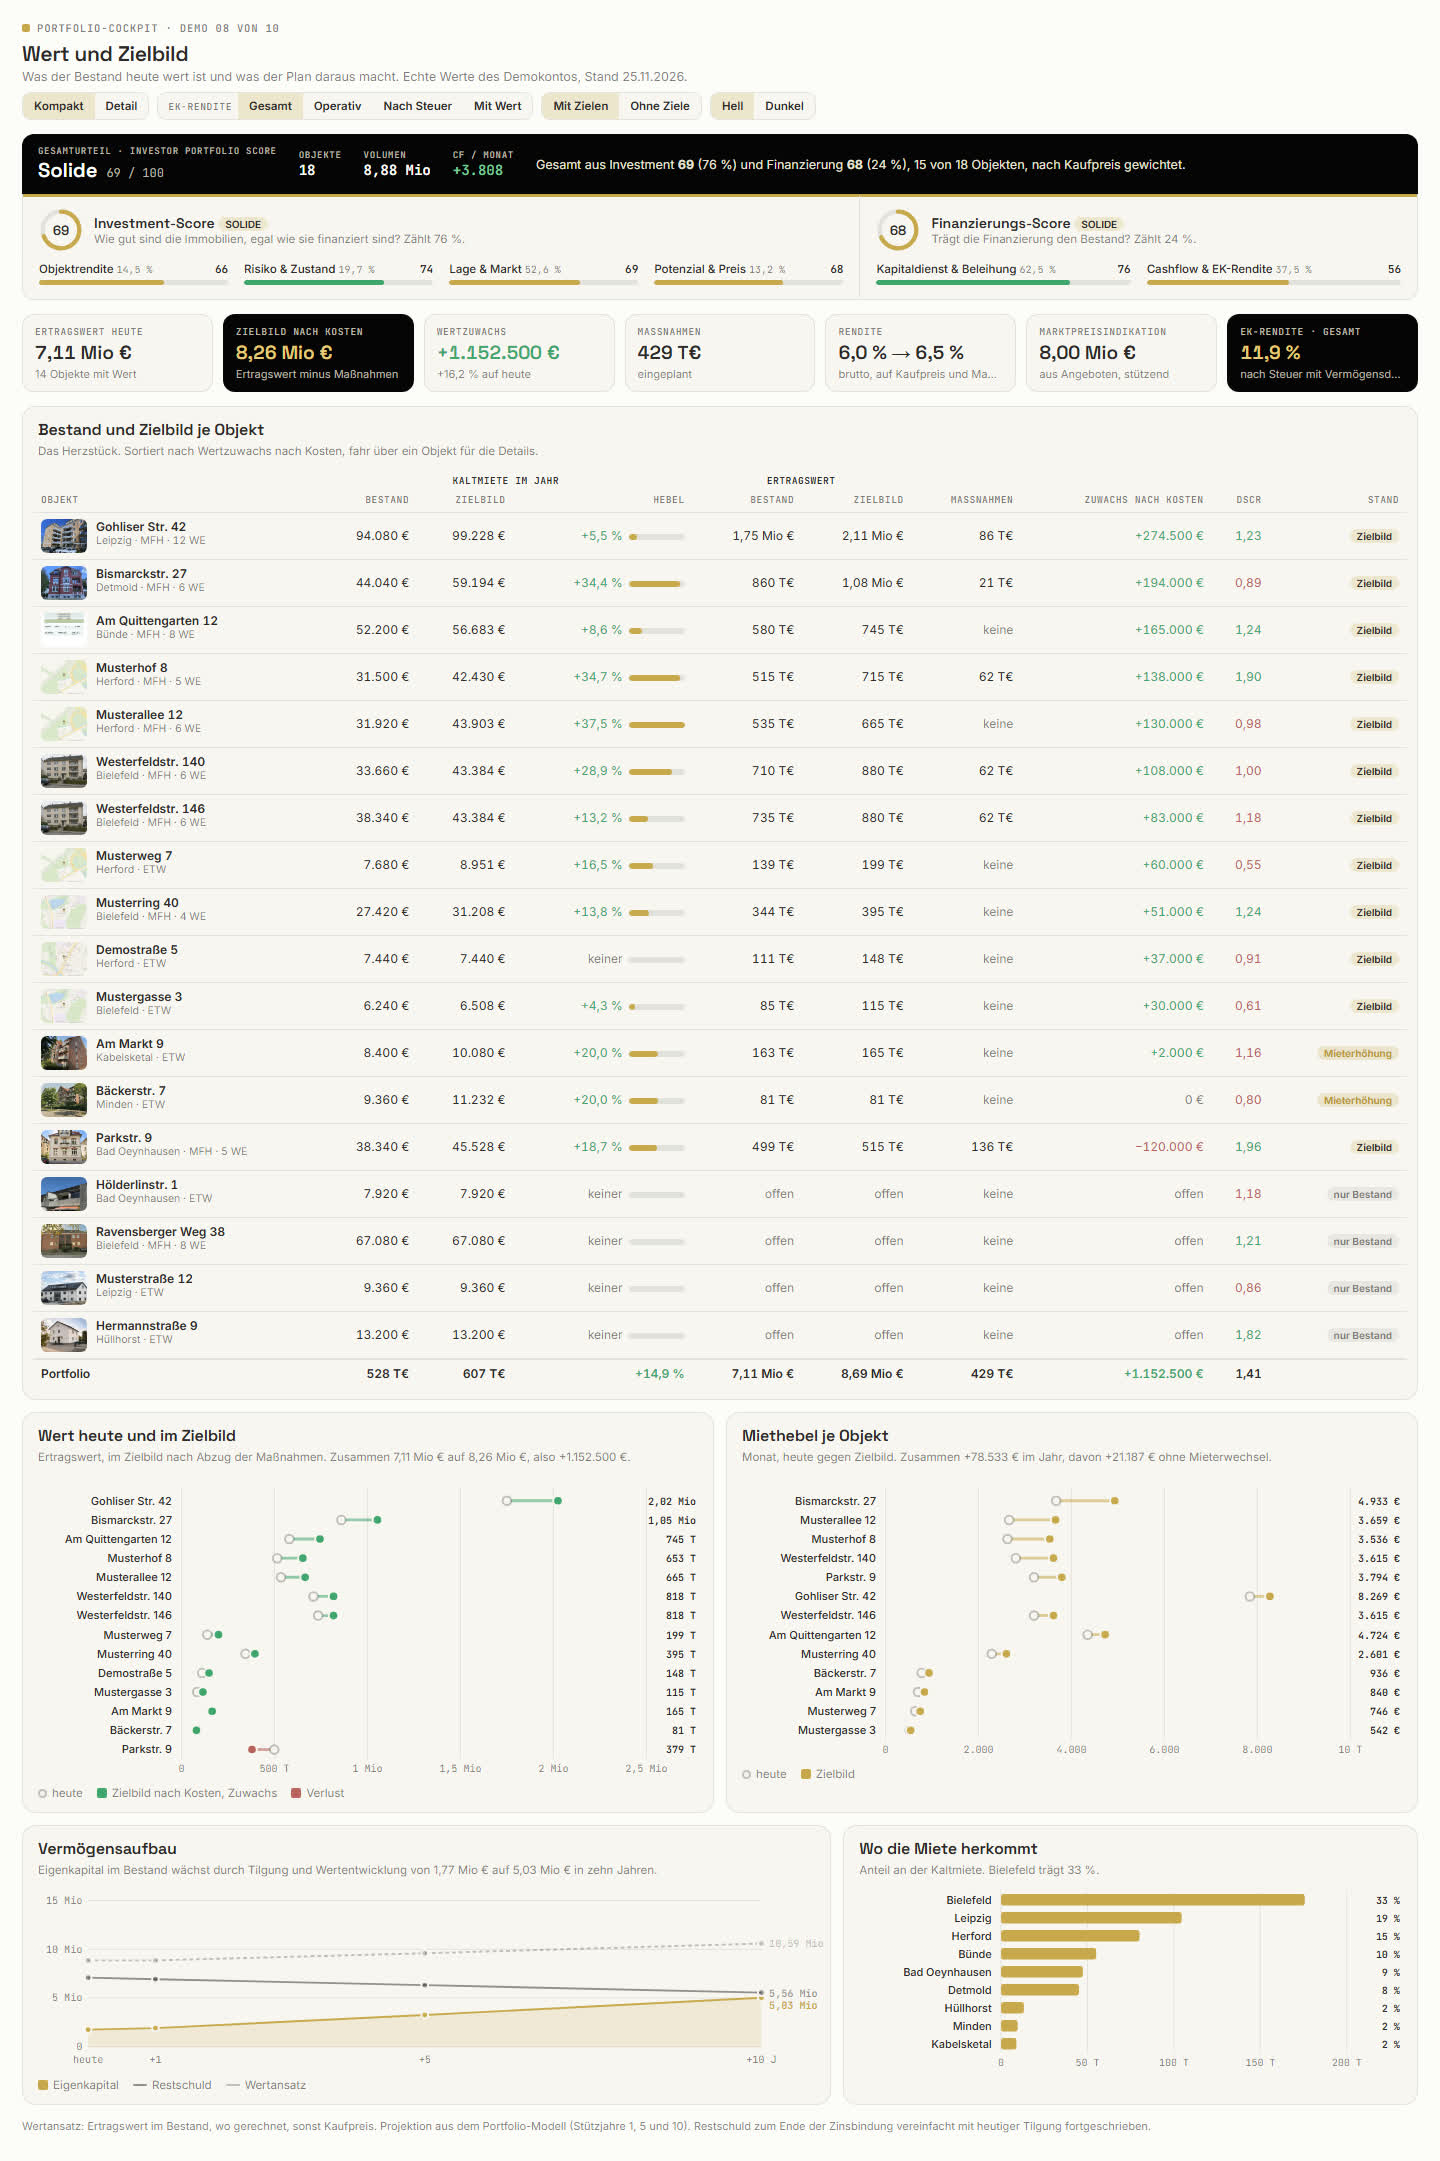 PORTFOLIO-COCKPIT · DEMO 08 VON 10
Wert und Zielbild
Was der Bestand heute wert ist und was der Plan daraus macht. Echte Werte des Demokontos, Stand 25.11.2026.
Kompakt Detail EK-RENDITE Gesamt Operativ Nach Steuer Mit Wert Mit Zielen Ohne Ziele Hell Dunkel
GESAMTURTEIL · INVESTOR PORTFOLIO SCORE OBJEKTE VOLUMEN CF / MONAT
Solide 69 / 100 18 8,88 Mio +3.808 Gesamt aus Investment 69 (76 %) und Finanzierung 68 (24 %), 15 von 18 Objekten, nach Kaufpreis gewichtet.
69 Investment-Score SOLIDE
Wie gut sind die Immobilien, egal wie sie finanziert sind? Zählt 76 %.
Objektrendite 14,5 % 66 Risiko & Zustand 19,7 % 74 Lage & Markt 52,6 % 69 Potenzial & Preis 13,2 % 68
68 Finanzierungs-Score SOLIDE
Trägt die Finanzierung den Bestand? Zählt 24 %.
Kapitaldienst & Beleihung 62,5 % 76 Cashflow & EK-Rendite 37,5 % 56
ERTRAGSWERT HEUTE
7,11 Mio €
14 Objekte mit Wert
ZIELBILD NACH KOSTEN
8,26 Mio €
Ertragswert minus Maßnahmen
WERTZUWACHS
+1.152.500 €
+16,2 % auf heute
MASSNAHMEN
429 T€
eingeplant
RENDITE
6,0 % → 6,5 %
brutto, auf Kaufpreis und Ma...
MARKTPREISINDIKATION
8,00 Mio €
aus Angeboten, stützend
EK-RENDITE · GESAMT
11,9 %
nach Steuer mit Vermögensd...
Bestand und Zielbild je Objekt
Das Herzstück. Sortiert nach Wertzuwachs nach Kosten, fahr über ein Objekt für die Details.
KALTMIETE IM JAHR ERTRAGSWERT
OBJEKT BESTAND ZIELBILD HEBEL BESTAND ZIELBILD MASSNAHMEN ZUWACHS NACH KOSTEN DSCR STAND
Gohliser Str. 42 94.080 € 99.228 € +5,5 % 1,75 Mio € 2,11 Mio € 86 T€ +274.500 € 1,23 Zielbild
Leipzig · MFH · 12 WE
Bismarckstr. 27 44.040 € 59.194 € +34,4 % 860 T€ 1,08 Mio € 21 T€ +194.000 € 0,89 Zielbild
Detmold · MFH · 6 WE
Am Quittengarten 12 52.200 € 56.683 € +8,6 % 580 T€ 745 T€ keine +165.000 € 1,24 Zielbild
Bünde · MFH · 8 WE
Musterhof 8 31.500 € 42.430 € +34,7 % 515 T€ 715 T€ 62 T€ +138.000 € 1,90 Zielbild
Herford · MFH · 5 WE
Musterallee 12 31.920 € 43.903 € +37,5 % 535 T€ 665 T€ keine +130.000 € 0,98 Zielbild
Herford · MFH · 6 WE
Westerfeldstr. 140 33.660 € 43.384 € +28,9 % 710 T€ 880 T€ 62 T€ +108.000 € 1,00 Zielbild
Bielefeld · MFH · 6 WE
Westerfeldstr. 146 38.340 € 43.384 € +13,2 % 735 T€ 880 T€ 62 T€ +83.000 € 1,18 Zielbild
Bielefeld · MFH · 6 WE
Musterweg 7 7.680 € 8.951 € +16,5 % 139 T€ 199 T€ keine +60.000 € 0,55 Zielbild
Herford · ETW
Musterring 40 27.420 € 31.208 € +13,8 % 344 T€ 395 T€ keine +51.000 € 1,24 Zielbild
Bielefeld · MFH · 4 WE
Demostraße 5 7.440 € 7.440 € keiner 111 T€ 148 T€ keine +37.000 € 0,91 Zielbild
Herford · ETW
Mustergasse 3 6.240 € 6.508 € +4,3 % 85 T€ 115 T€ keine +30.000 € 0,61 Zielbild
Bielefeld · ETW
Am Markt 9 8.400 € 10.080 € +20,0 % 163 T€ 165 T€ keine +2.000 € 1,16 Mieterhöhung
Kabelsketal · ETW
Bäckerstr. 7 9.360 € 11.232 € +20,0 % 81 T€ 81 T€ keine 0 € 0,80 Mieterhöhung
Minden · ETW
Parkstr. 9 38.340 € 45.528 € +18,7 % 499 T€ 515 T€ 136 T€ −120.000 € 1,96 Zielbild
Bad Oeynhausen · MFH · 5 WE
Hölderlinstr. 1 7.920 € 7.920 € keiner offen offen keine offen 1,18 nur Bestand
Bad Oeynhausen · ETW
Ravensberger Weg 38 67.080 € 67.080 € keiner offen offen keine offen 1,21 nur Bestand
Bielefeld · MFH · 8 WE
Musterstraße 12 9.360 € 9.360 € keiner offen offen keine offen 0,86 nur Bestand
Leipzig · ETW
Hermannstraße 9 13.200 € 13.200 € keiner offen offen keine offen 1,82 nur Bestand
Hüllhorst · ETW
Portfolio 528 T€ 607 T€ +14,9 % 7,11 Mio € 8,69 Mio € 429 T€ +1.152.500 € 1,41
Wert heute und im Zielbild
Ertragswert, im Zielbild nach Abzug der Maßnahmen. Zusammen 7,11 Mio € auf 8,26 Mio €, also +1.152.500 €.
Gohliser Str. 42 2,02 Mio
Bismarckstr. 27 1,05 Mio
Am Quittengarten 12 745 T
Musterhof 8 653 T
Musterallee 12 665 T
Westerfeldstr. 140 818 T
Westerfeldstr. 146 818 T
Musterweg 7 199 T
Musterring 40 395 T
Demostraße 5 148 T
Mustergasse 3 115 T
Am Markt 9 165 T
Bäckerstr. 7 81 T
Parkstr. 9 379 T
0 500 T 1 Mio 1,5 Mio 2 Mio 2,5 Mio
heute Zielbild nach Kosten, Zuwachs Verlust
Miethebel je Objekt
Monat, heute gegen Zielbild. Zusammen +78.533 € im Jahr, davon +21.187 € ohne Mieterwechsel.
Bismarckstr. 27 4.933 €
Musterallee 12 3.659 €
Musterhof 8 3.536 €
Westerfeldstr. 140 3.615 €
Parkstr. 9 3.794 €
Gohliser Str. 42 8.269 €
Westerfeldstr. 146 3.615 €
Am Quittengarten 12 4.724 €
Musterring 40 2.601 €
Bäckerstr. 7 936 €
Am Markt 9 840 €
Musterweg 7 746 €
Mustergasse 3 542 €
0 2.000 4.000 6.000 8.000 10 T
heute Zielbild
Vermögensaufbau
Eigenkapital im Bestand wächst durch Tilgung und Wertentwicklung von 1,77 Mio € auf 5,03 Mio € in zehn Jahren.
15 Mio
10 Mio 10,59 Mio
5 Mio 5,56 Mio
5,03 Mio
0
heute +1 +5 +10 J
Eigenkapital Restschuld Wertansatz
Wo die Miete herkommt
Anteil an der Kaltmiete. Bielefeld trägt 33 %.
Bielefeld 33 %
Leipzig 19 %
Herford 15 %
Bünde 10 %
Bad Oeynhausen 9 %
Detmold 8 %
Hüllhorst 2 %
Minden 2 %
Kabelsketal 2 %
0 50 T 100 T 150 T 200 T
Wertansatz: Ertragswert im Bestand, wo gerechnet, sonst Kaufpreis. Projektion aus dem Portfolio-Modell (Stützjahre 1, 5 und 10). Restschuld zum Ende der Zinsbindung vereinfacht mit heutiger Tilgung fortgeschrieben.